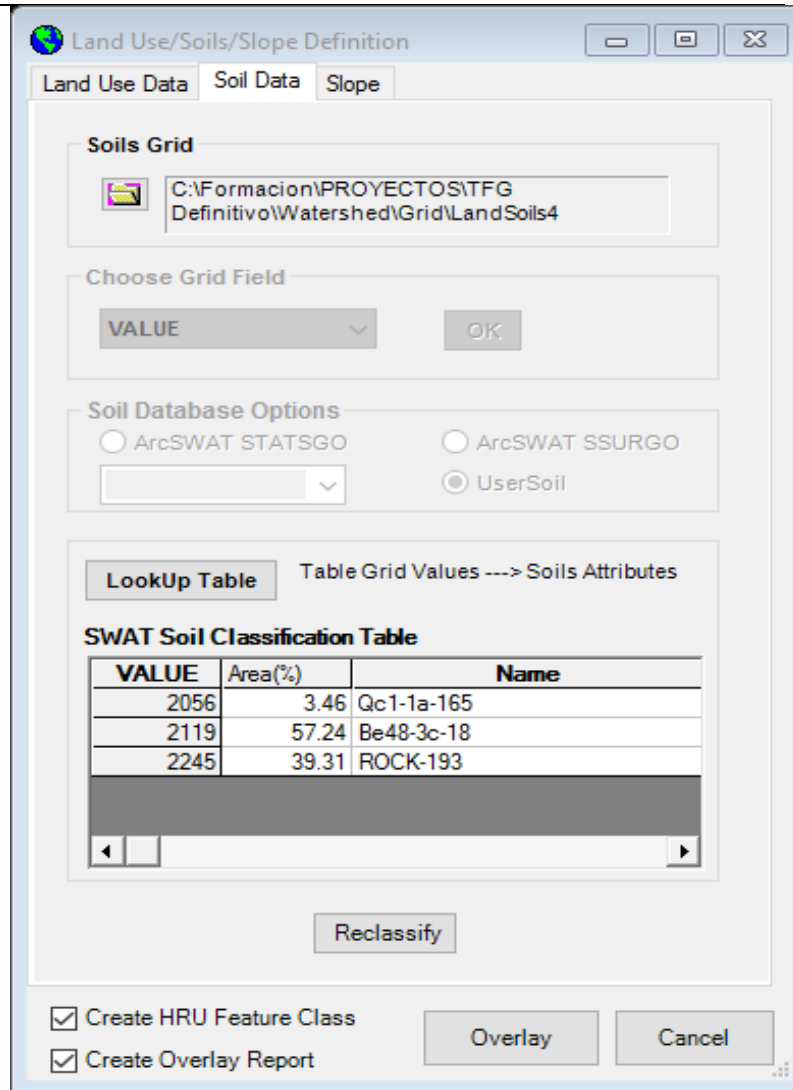 Land Use/Soils/Slope Definition
Land Use Data Soil Data Slope
Soils Grid
C:\Formacion\PROYECTOS\TFG
Definitivo\Watershed\Grid\LandSoils4
Choose Grid Field
VALUE OK
Soil Database Options
ArcSWAT STATSGO ArcSWAT SSURGO
UserSoil
LookUp Table Table Grid Values ---> Soils Attributes
SWAT Soil Classification Table
VALUE Area(%) Name
2056 3.46 Qc1-1a-165
2119 57.24 Be48-3c-18
2245 39.31 ROCK-193
Reclassify
Create HRU Feature Class
Create Overlay Report
Overlay Cancel